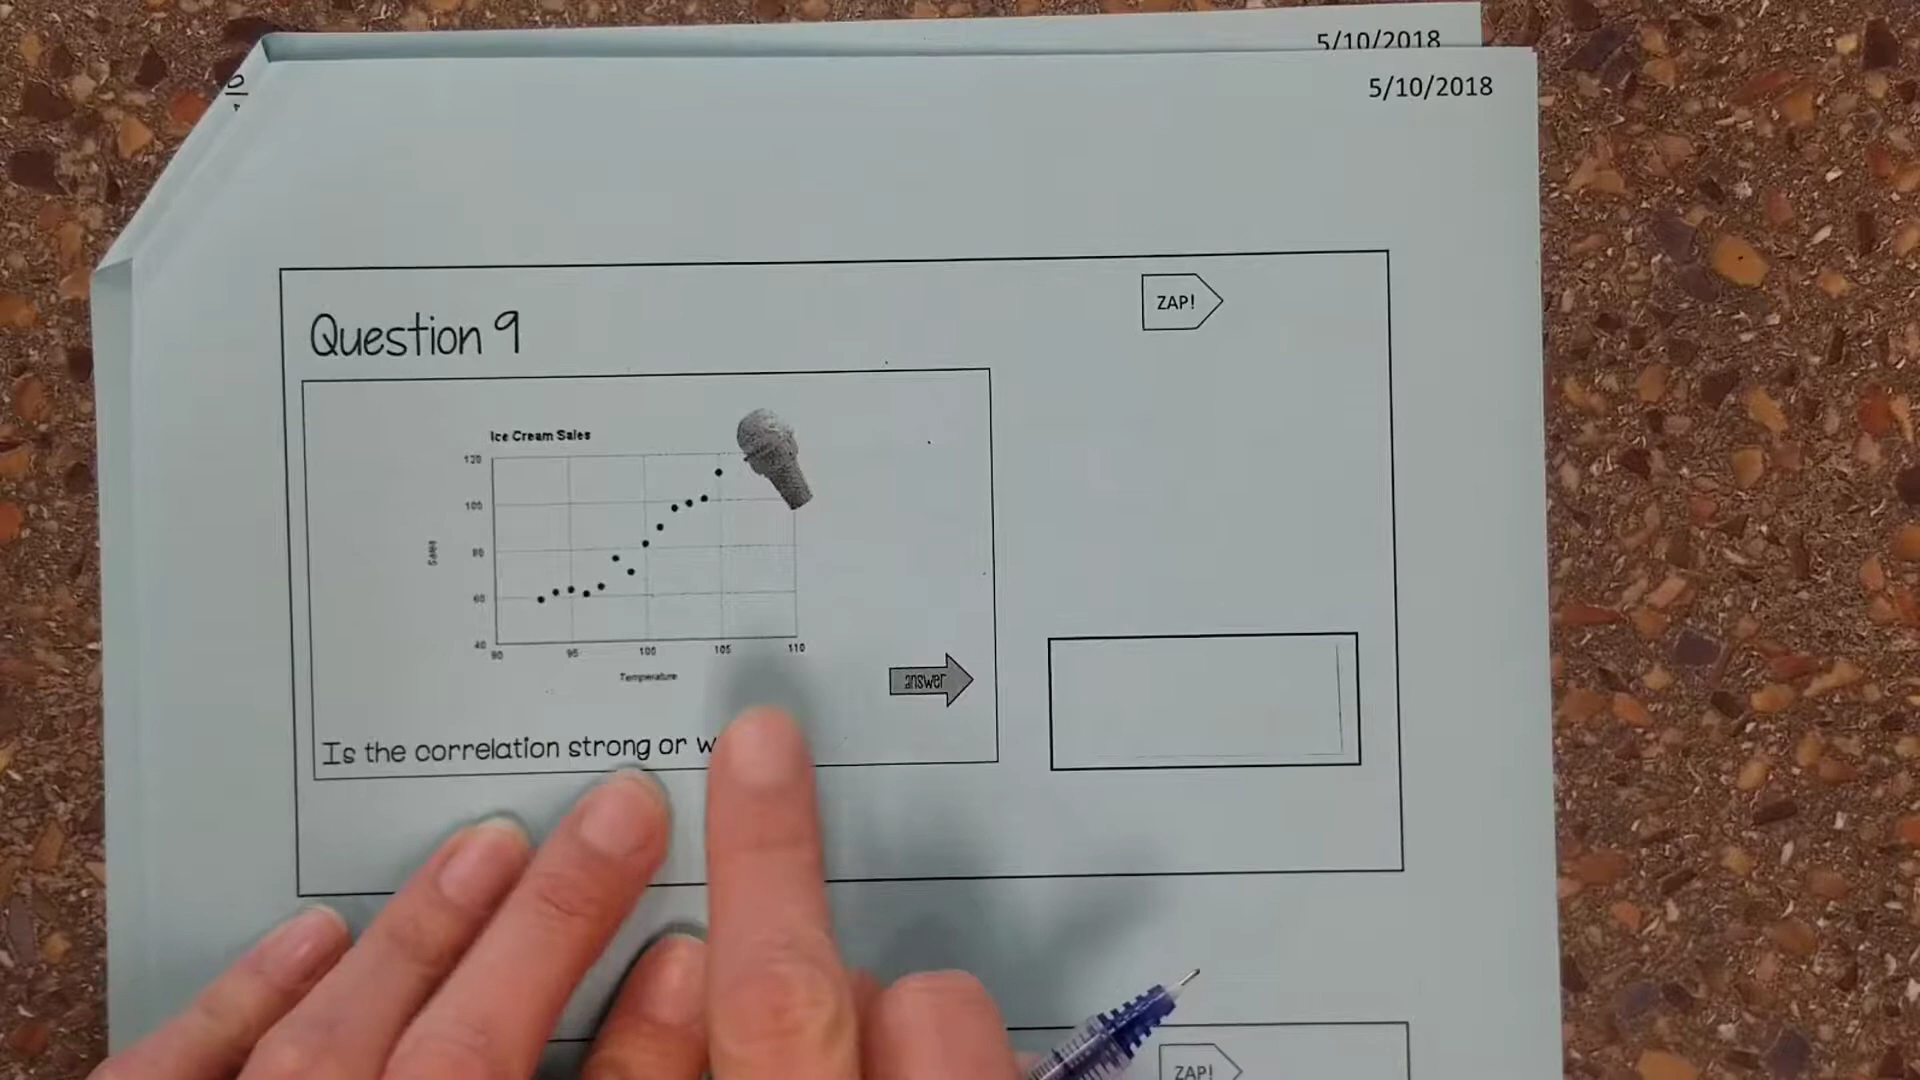 5/10/2018
5/10/2018
ZAP!
Question 9
Ice Cream Sales
120
100
80
60
40
Sales
90
95
100
105
110
Temperature
answer
Is the correlation strong or w
ZAP!